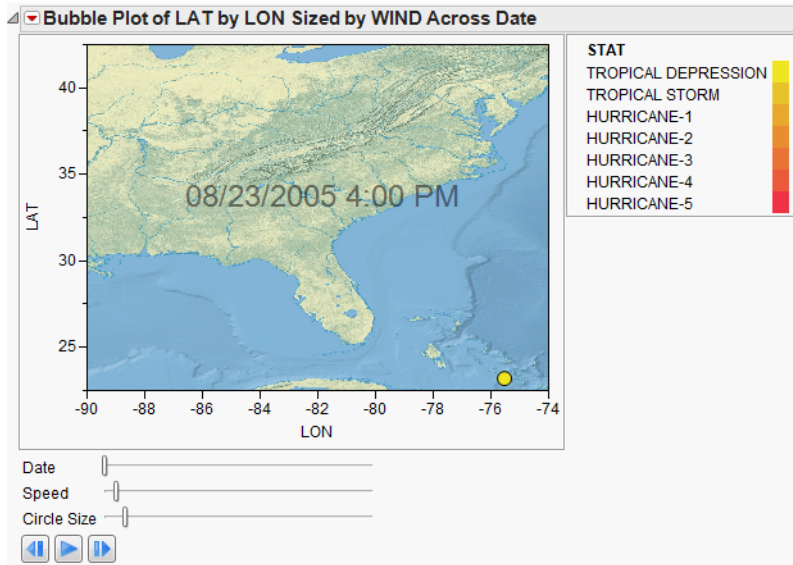 Bubble Plot of LAT by LON Sized by WIND Across Date
STAT
TROPICAL DEPRESSION
TROPICAL STORM
HURRICANE-1
HURRICANE-2
HURRICANE-3
HURRICANE-4
HURRICANE-5
40
35
30
25
LAT
08/23/2005 4:00 PM
-90 -88 -86 -84 -82 -80 -78 -76 -74
LON
Date
Speed
Circle Size